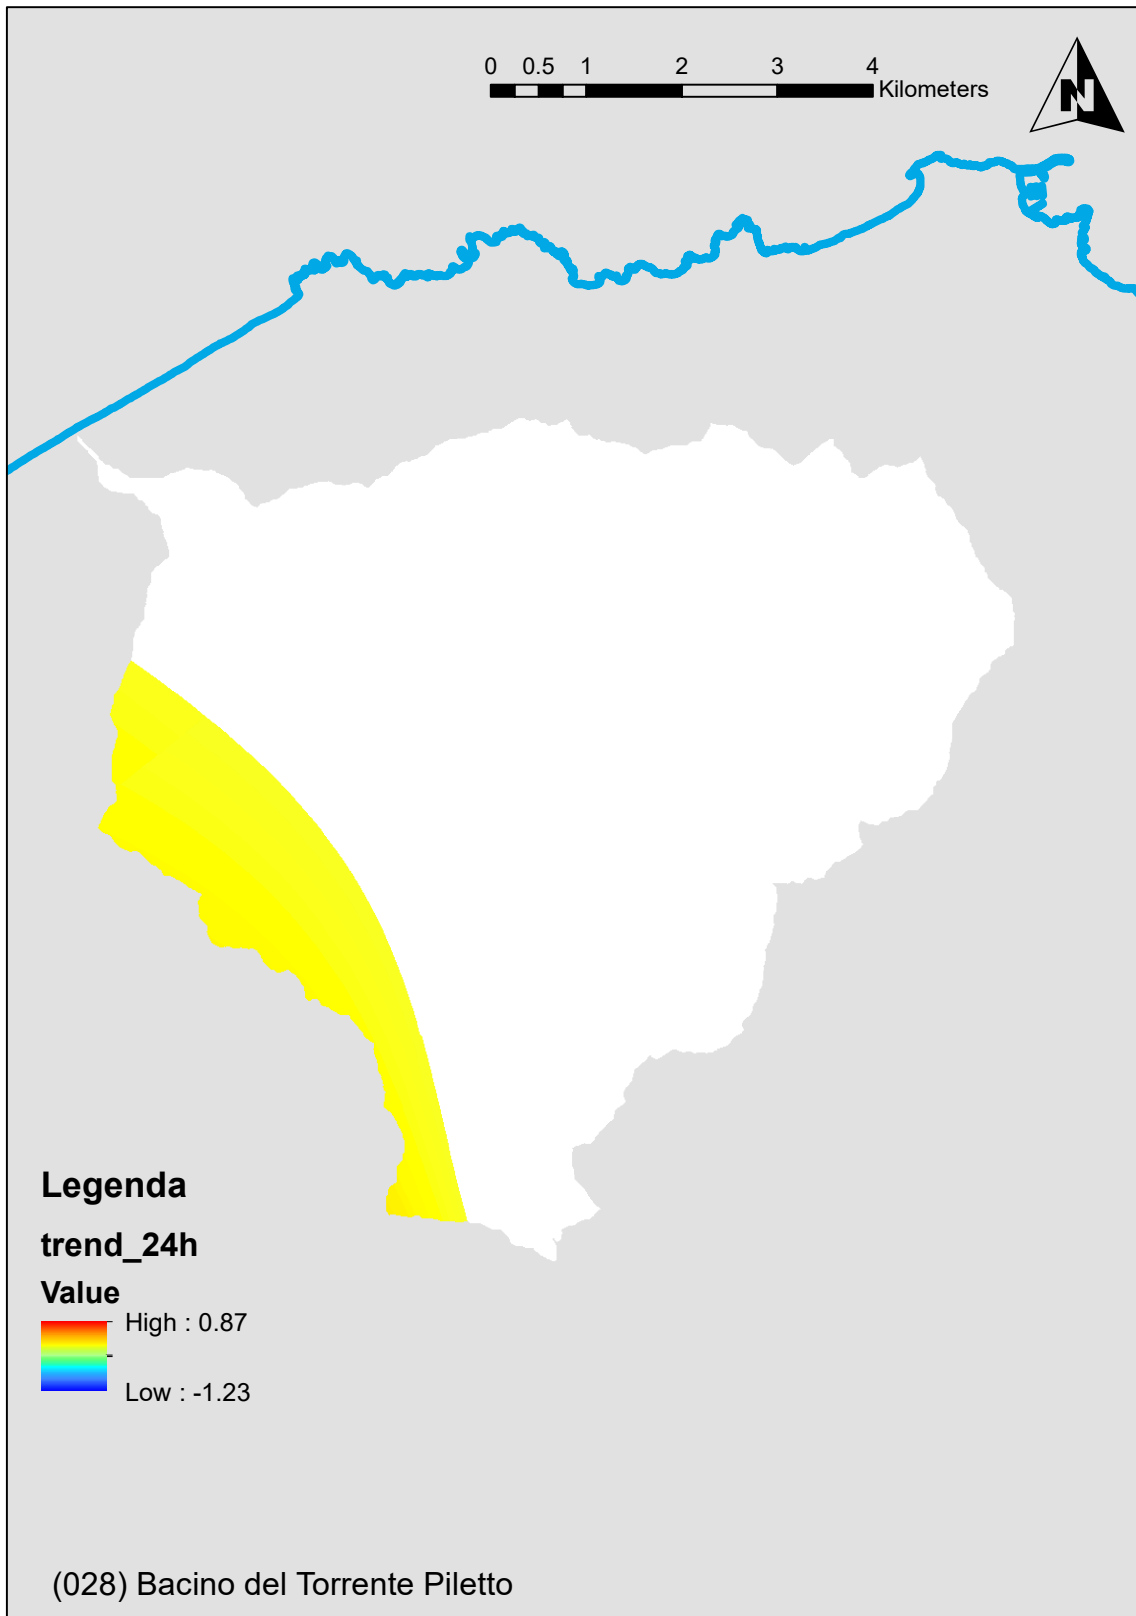 0 0.5 1 2 3 4
Kilometers
N
Legenda
trend_24h
Value
High : 0.87
Low : -1.23
(028) Bacino del Torrente Piletto